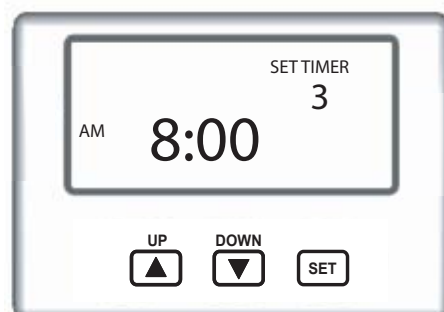 SET TIMER
3
AM 8:00
UP DOWN
SET